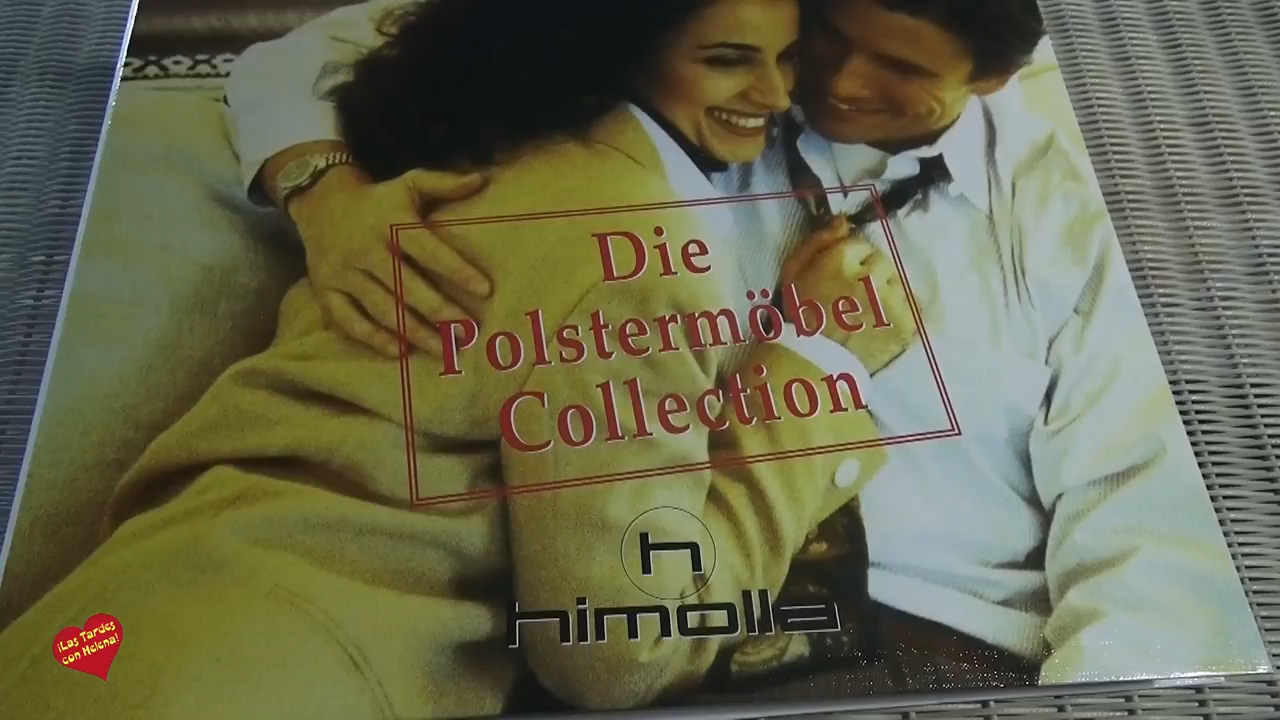 Die
Polstermöbel
Collection
h
himolla
¡Las Tardes
con Helena!